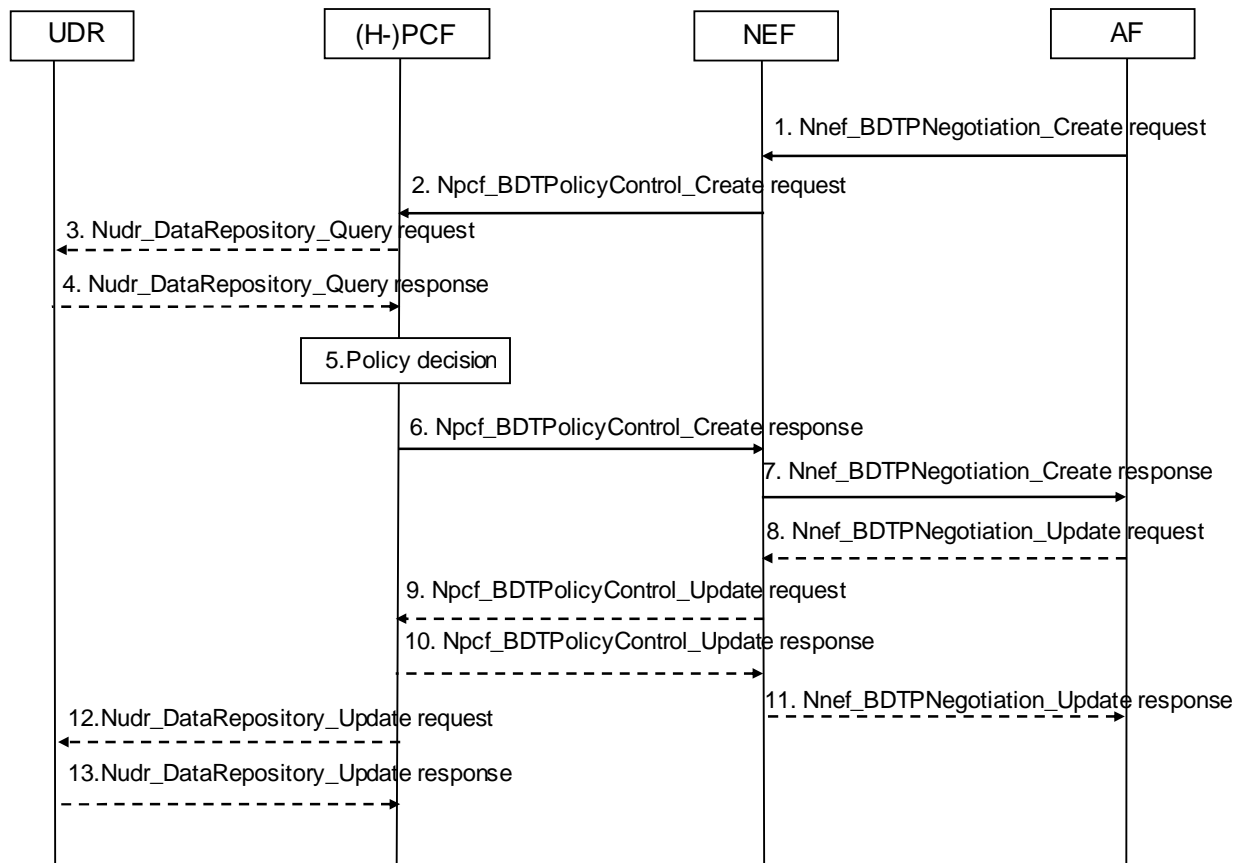 UDR
(H-)PCF
NEF
AF
1. Nnef_BDTPNegotiation_Create request
2. Npcf_BDTPolicyControl_Create request
3. Nudr_DataRepository_Query request
4. Nudr_DataRepository_Query response
5.Policy decision
6. Npcf_BDTPolicyControl_Create response
7. Nnef_BDTPNegotiation_Create response
8. Nnef_BDTPNegotiation_Update request
9. Npcf_BDTPolicyControl_Update request
10. Npcf_BDTPolicyControl_Update response
11. Nnef_BDTPNegotiation_Update response
12.Nudr_DataRepository_Update request
13.Nudr_DataRepository_Update response